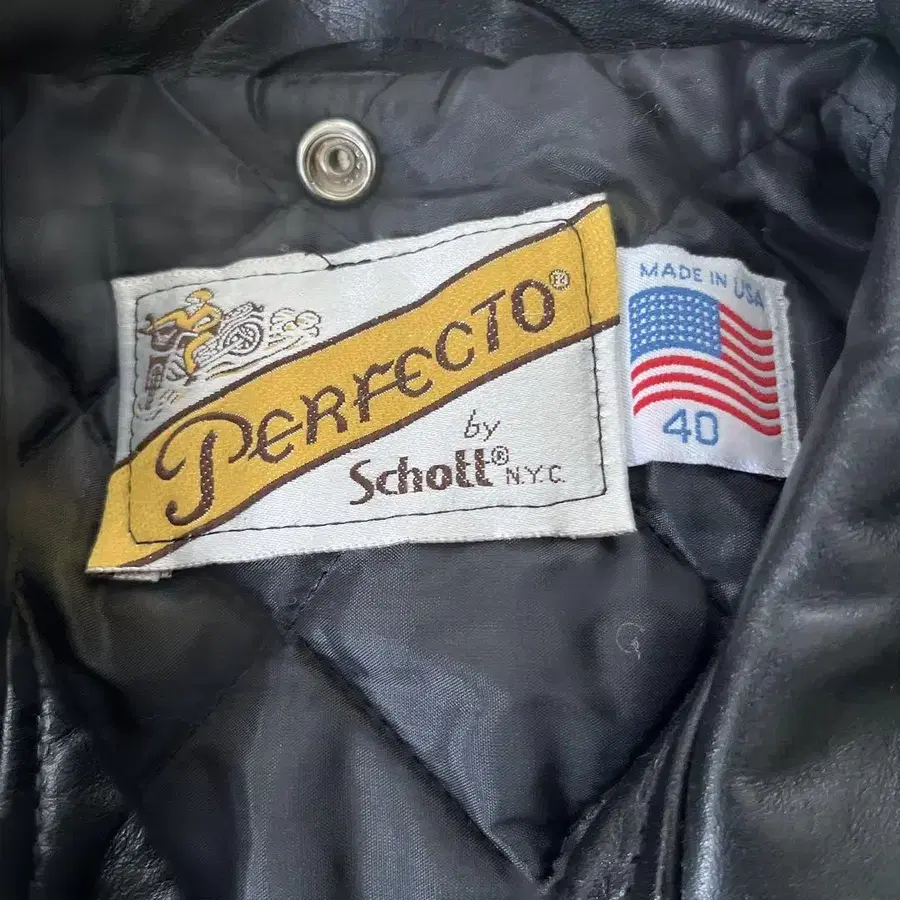 PERFECTO®
by
Schott® N.Y.C.
MADE IN USA
40